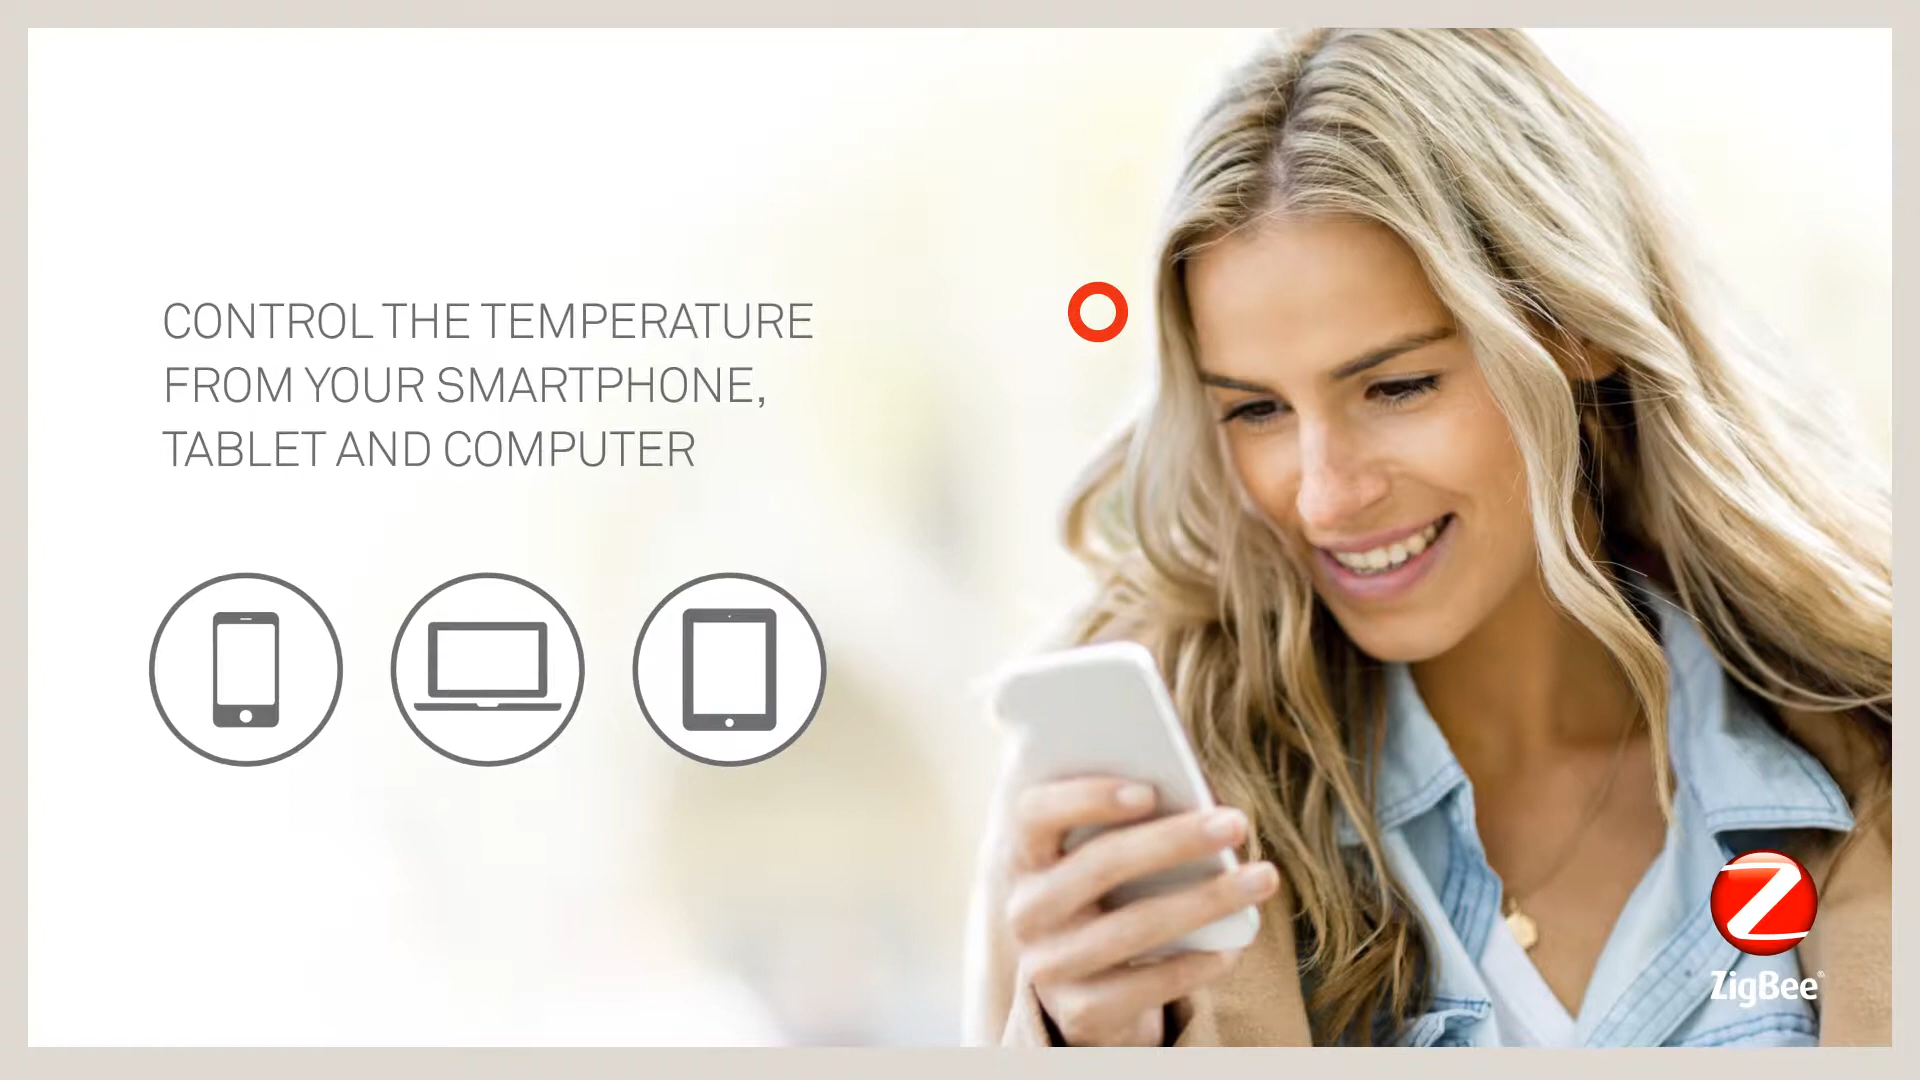 CONTROL THE TEMPERATURE
FROM YOUR SMARTPHONE,
TABLET AND COMPUTER
Z
ZigBee®